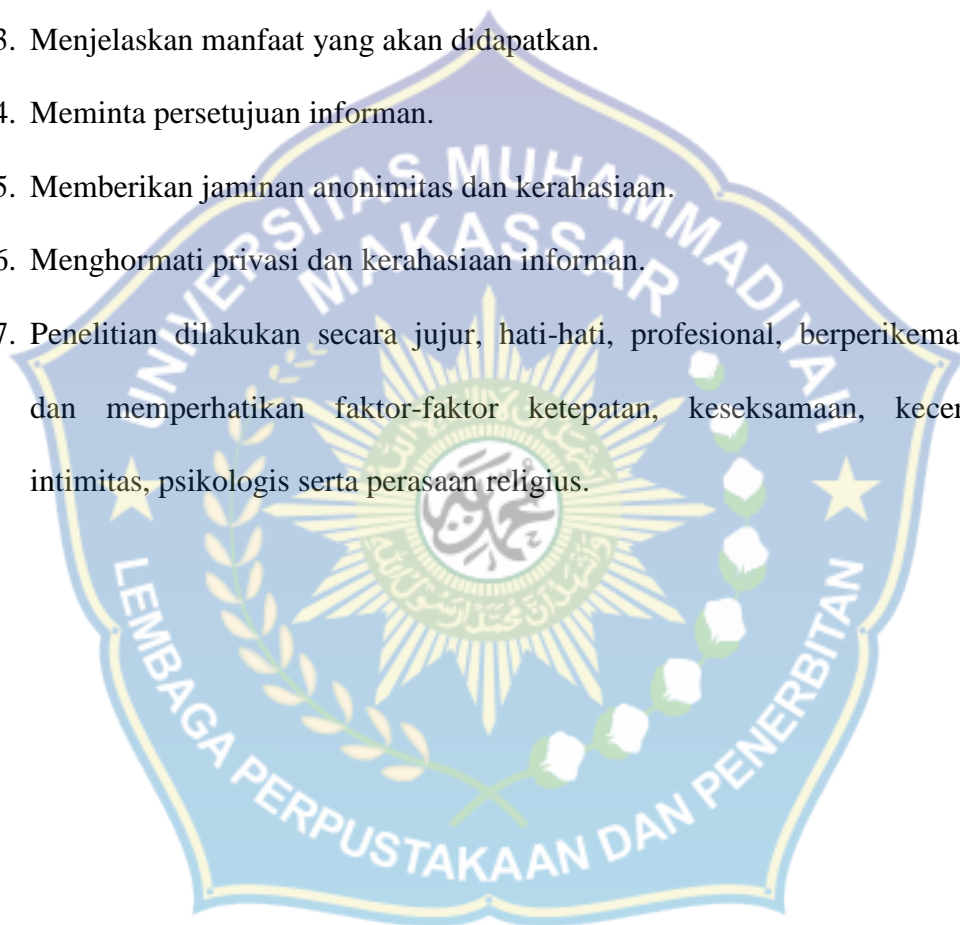 3. Menjelaskan manfaat yang akan didapatkan.
4. Meminta persetujuan informan.
5. Memberikan jaminan anonimitas dan kerahasiaan.
6. Menghormati privasi dan kerahasiaan informan.
7. Penelitian dilakukan secara jujur, hati-hati, profesional,
dan memperhatikan faktor-faktor ketepatan, keseksamaan,
intimitas, psikologis serta perasaan religius.
UNIVERSITAS MUHAMMADIYAH
MAKASSAR
LEMBAGA PERPUSTAKAAN DAN PENERBITAN